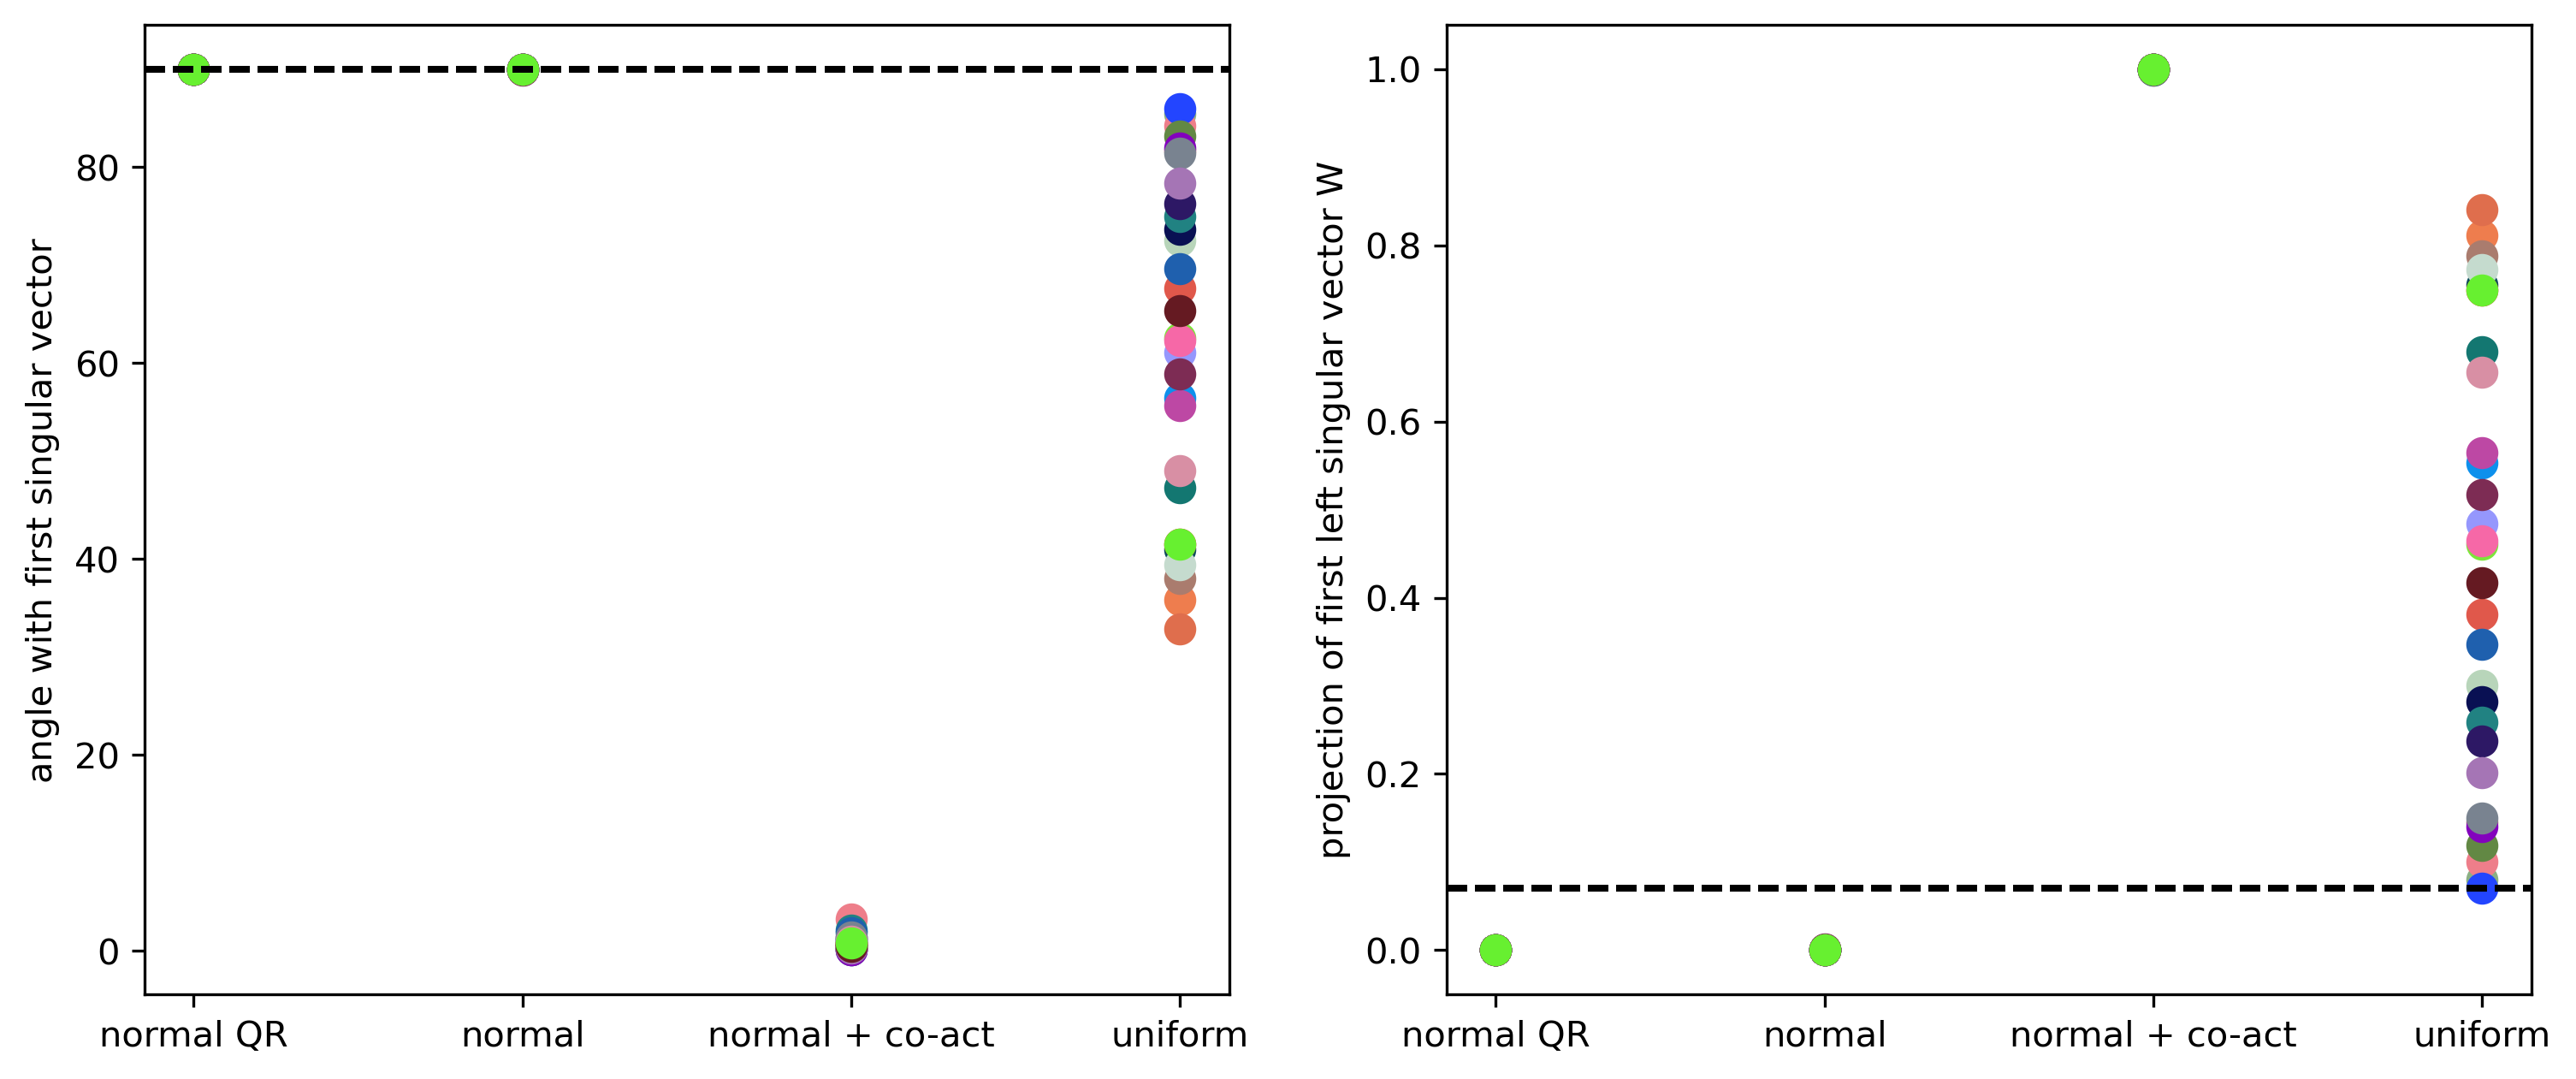 angle with first singular vector
80
60
40
20
0
normal QR
normal
normal + co-act
uniform
projection of first left singular vector W
1.0
0.8
0.6
0.4
0.2
0.0
normal QR
normal
normal + co-act
uniform